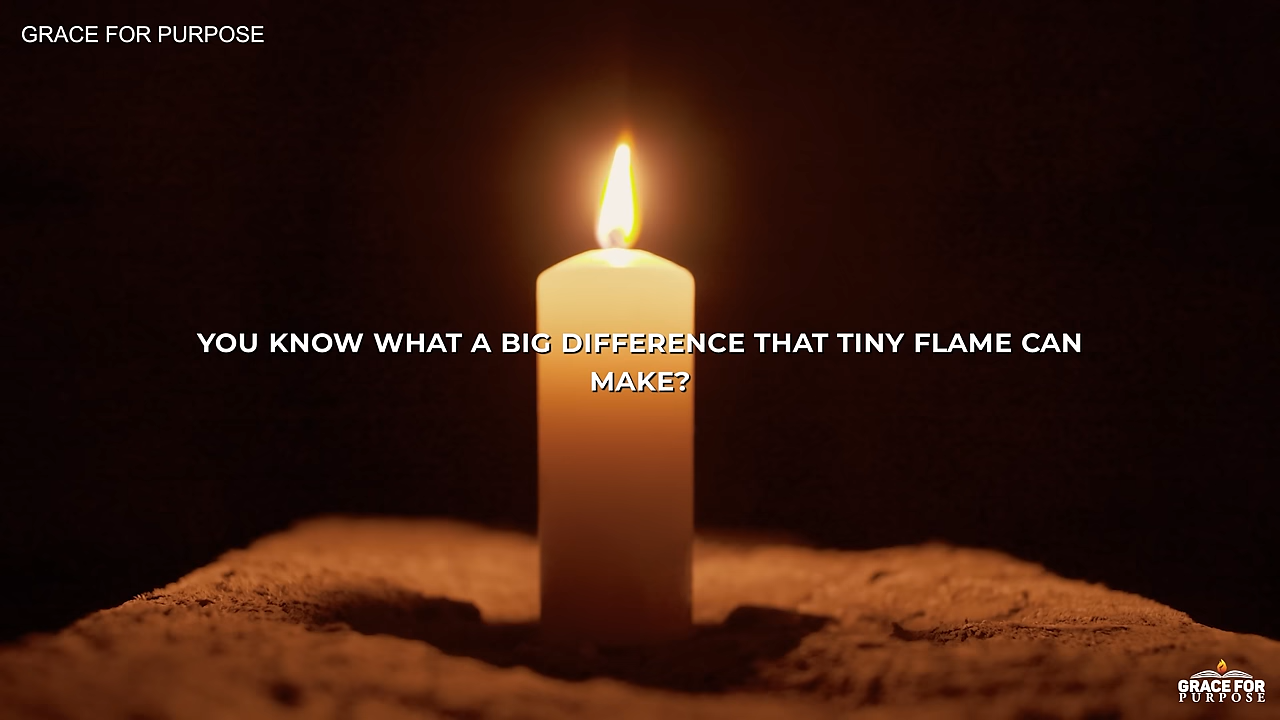 GRACE FOR PURPOSE
YOU KNOW WHAT A BIG DIFFERENCE THAT TINY FLAME CAN
MAKE?
GRACE FOR
PURPOSE